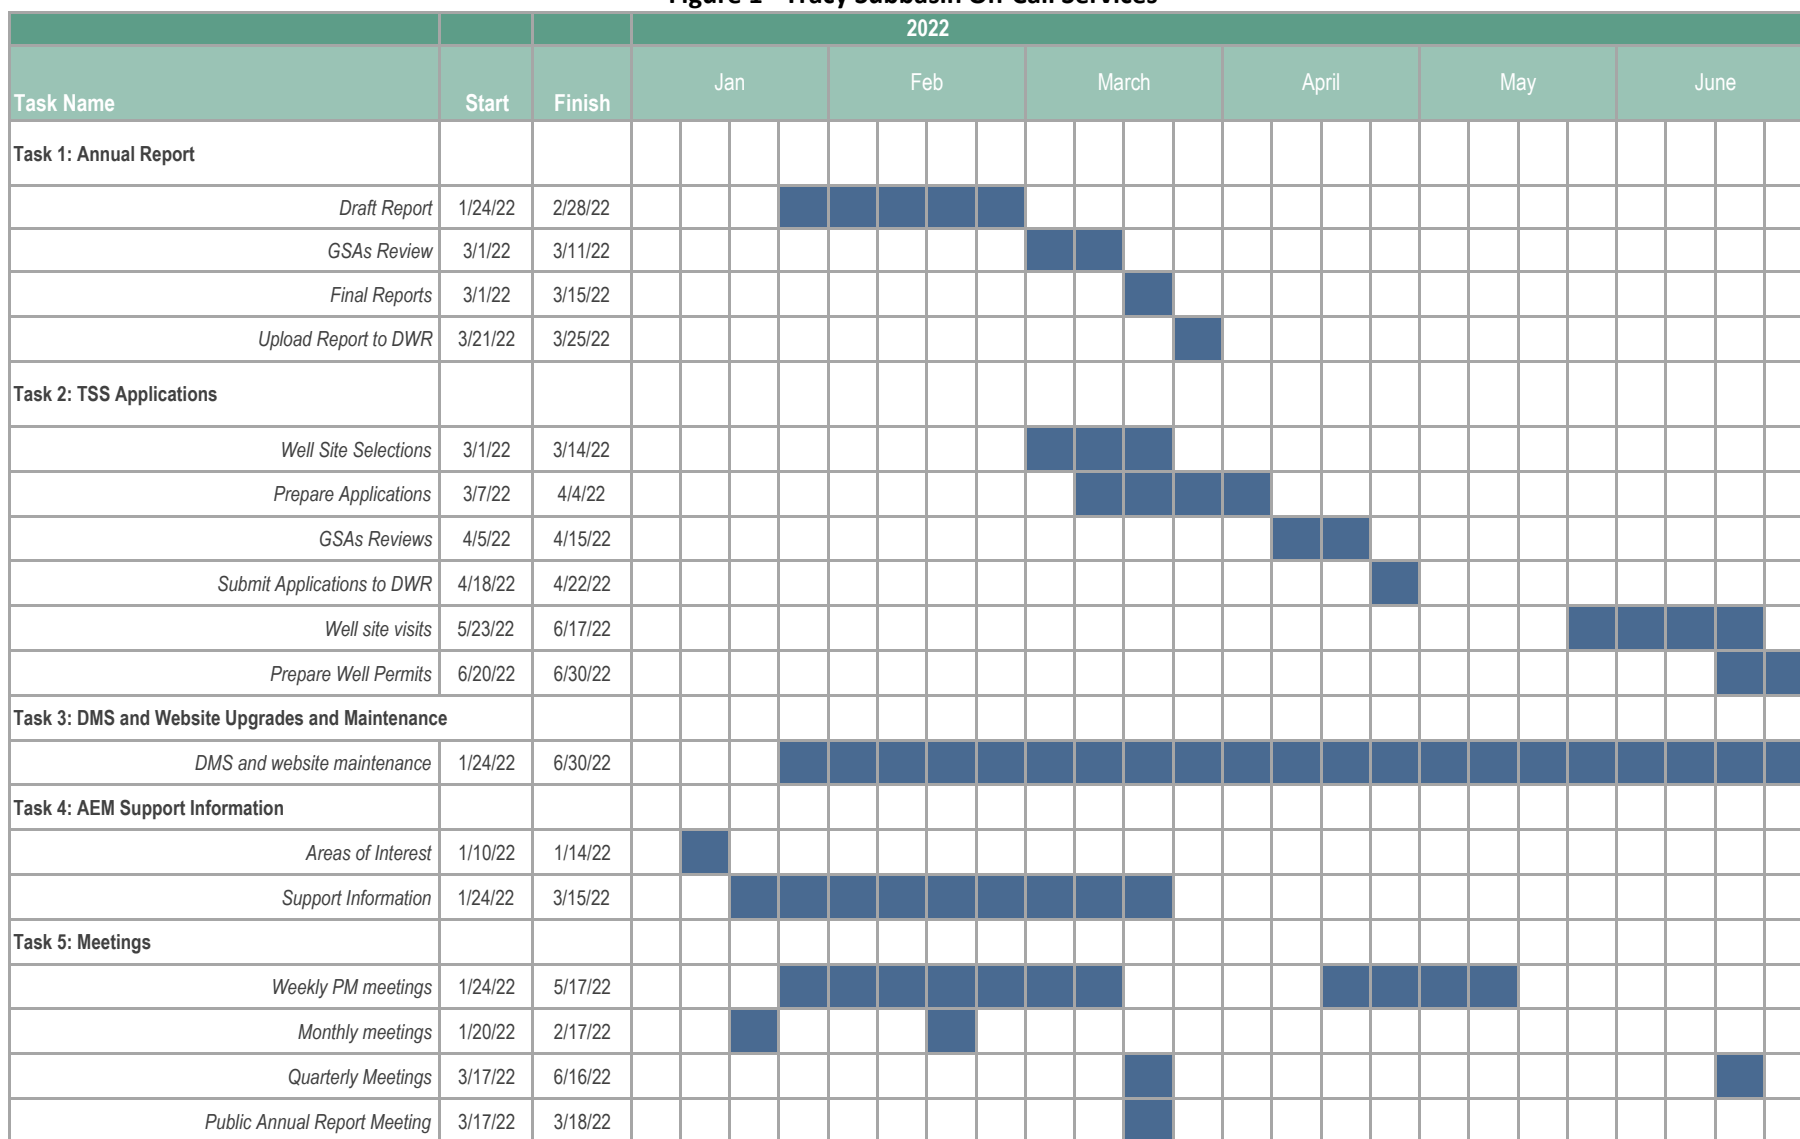 Figure 1 - Tracy Subbasin On-Call Services
2022
Task Name Start Finish Jan Feb March April May June
Task 1: Annual Report
Draft Report 1/24/22 2/28/22
GSAs Review 3/1/22 3/11/22
Final Reports 3/1/22 3/15/22
Upload Report to DWR 3/21/22 3/25/22
Task 2: TSS Applications
Well Site Selections 3/1/22 3/14/22
Prepare Applications 3/7/22 4/4/22
GSAs Reviews 4/5/22 4/15/22
Submit Applications to DWR 4/18/22 4/22/22
Well site visits 5/23/22 6/17/22
Prepare Well Permits 6/20/22 6/30/22
Task 3: DMS and Website Upgrades and Maintenance
DMS and website maintenance 1/24/22 6/30/22
Task 4: AEM Support Information
Areas of Interest 1/10/22 1/14/22
Support Information 1/24/22 3/15/22
Task 5: Meetings
Weekly PM meetings 1/24/22 5/17/22
Monthly meetings 1/20/22 2/17/22
Quarterly Meetings 3/17/22 6/16/22
Public Annual Report Meeting 3/17/22 3/18/22